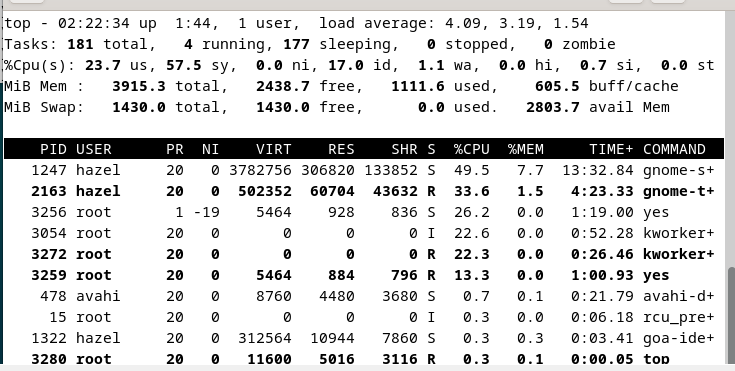 top - 02:22:34 up  1:44,  1 user,  load average: 4.09, 3.19, 1.54
Tasks: 181 total,   4 running, 177 sleeping,   0 stopped,   0 zombie
%Cpu(s): 23.7 us, 57.5 sy,  0.0 ni, 17.0 id,  1.1 wa,  0.0 hi,  0.7 si,  0.0 st
MiB Mem :   3915.3 total,   2438.7 free,   1111.6 used,    605.5 buff/cache
MiB Swap:   1430.0 total,   1430.0 free,      0.0 used.   2803.7 avail Mem
PID USER      PR  NI    VIRT    RES    SHR S  %CPU  %MEM     TIME+ COMMAND
1247 hazel     20   0 3782756 306820 133852 S  49.5   7.7  13:32.84 gnome-s+
2163 hazel     20   0  502352  60704  43632 R  33.6   1.5   4:23.33 gnome-t+
3256 root       1 -19    5464    928    836 S  26.2   0.0   1:19.00 yes
3054 root      20   0       0      0      0 I  22.6   0.0   0:52.28 kworker+
3272 root      20   0       0      0      0 R  22.3   0.0   0:26.46 kworker+
3259 root      20   0    5464    884    796 R  13.3   0.0   1:00.93 yes
478 avahi     20   0    8760   4480   3680 S   0.7   0.1   0:21.79 avahi-d+
15 root      20   0       0      0      0 I   0.3   0.0   0:06.18 rcu_pre+
1322 hazel     20   0  312564  10944   7860 S   0.3   0.3   0:03.41 goa-ide+
3280 root      20   0   11600   5016   3116 R   0.3   0.1   0:00.05 top